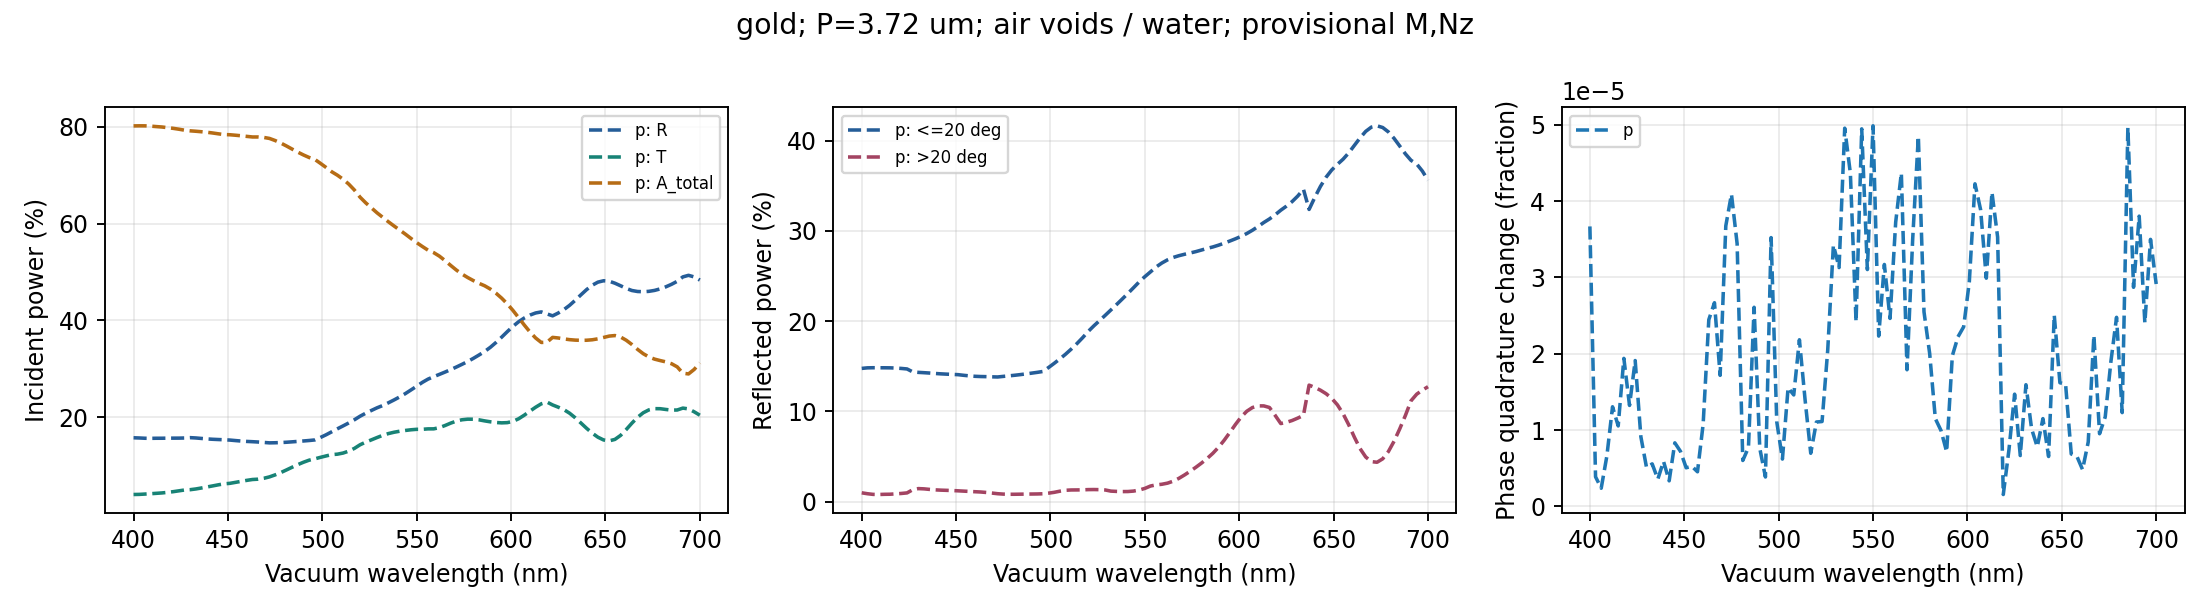 gold; P=3.72 um; air voids / water; provisional M,Nz
Incident power (%)
80
60
40
20
p: R
p: T
p: A_total
400 450 500 550 600 650 700
Vacuum wavelength (nm)
Reflected power (%)
40
30
20
10
0
p: <=20 deg
p: >20 deg
400 450 500 550 600 650 700
Vacuum wavelength (nm)
1e−5
Phase quadrature change (fraction)
5
4
3
2
1
0
p
400 450 500 550 600 650 700
Vacuum wavelength (nm)